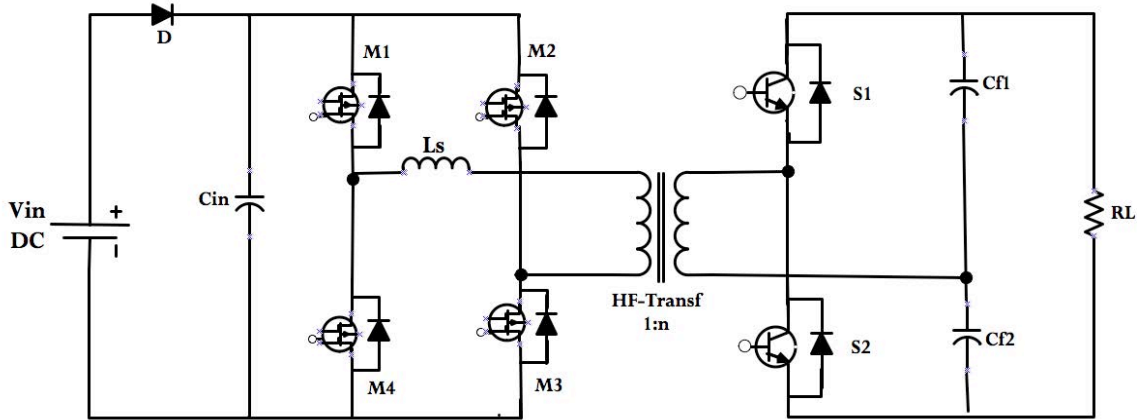 D
M1
M2
S1
Cf1
Ls
Cin
Vin
DC
+
RL
HF-Transf
1:n
M4
M3
S2
Cf2